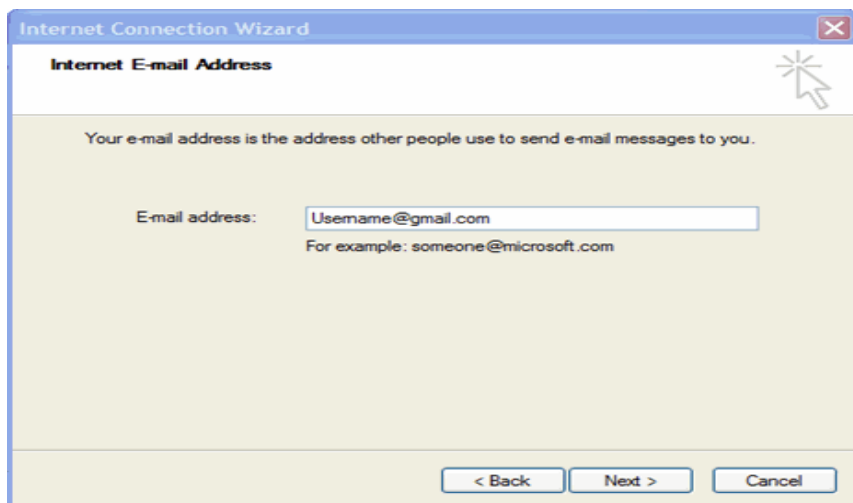 Internet Connection Wizard
Internet E-mail Address
Your e-mail address is the address other people use to send e-mail messages to you.
E-mail address: Username@gmail.com
For example: someone@microsoft.com
< Back Next > Cancel